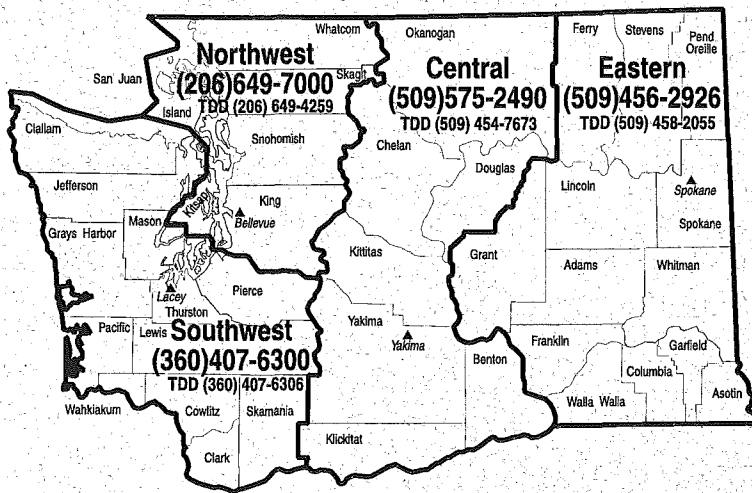 Northwest
(206)649-7000
TDD (206) 649-4259
Central
(509)575-2490
TDD (509) 454-7673
Eastern
(509)456-2926
TDD (509) 458-2055
Southwest
(360)407-6300
TDD (360) 407-6306
Whatcom
San Juan
Skagit
Island
Snohomish
King
Kitsap
Bellevue
Clallam
Jefferson
Grays Harbor
Mason
Lacey
Thurston
Pierce
Pacific
Lewis
Wahkiakum
Cowlitz
Skamania
Clark
Okanogan
Chelan
Douglas
Kittitas
Yakima
Yakima
Benton
Klickitat
Ferry
Stevens
Pend
Oreille
Lincoln
Spokane
Spokane
Grant
Adams
Whitman
Franklin
Garfield
Columbia
Walla Walla
Asotin